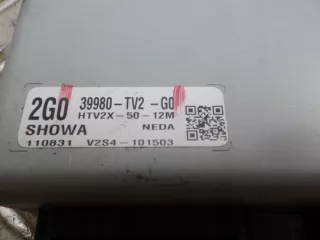 2G0 39980-TV2 -G0
HTV2X-50-12M
SHOWA NEDA
110831 V2S4-101503